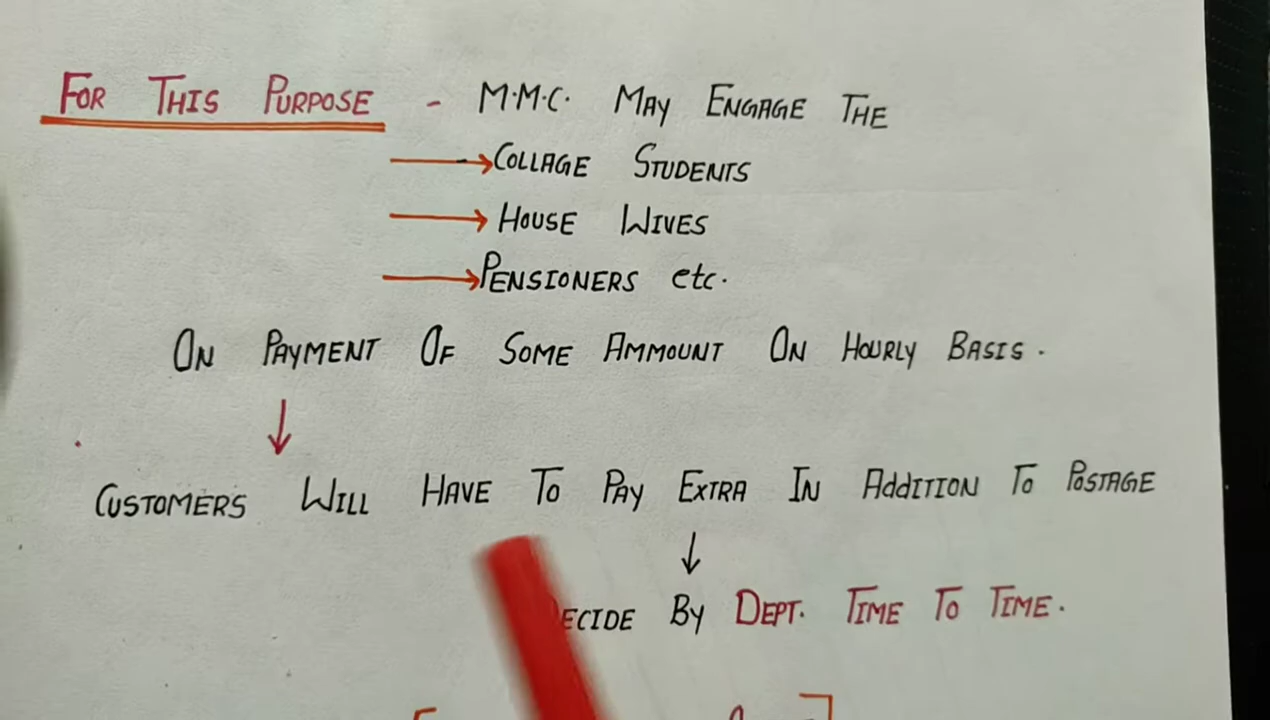 FOR THIS PURPOSE - M.M.C. MAY ENGAGE THE
COLLAGE STUDENTS
HOUSE WIVES
PENSIONERS etc.
ON PAYMENT OF SOME AMMOUNT ON HOURLY BASIS.
CUSTOMERS WILL HAVE TO PAY EXTRA IN ADDITION TO POSTAGE
BY DEPT. TIME TO TIME.